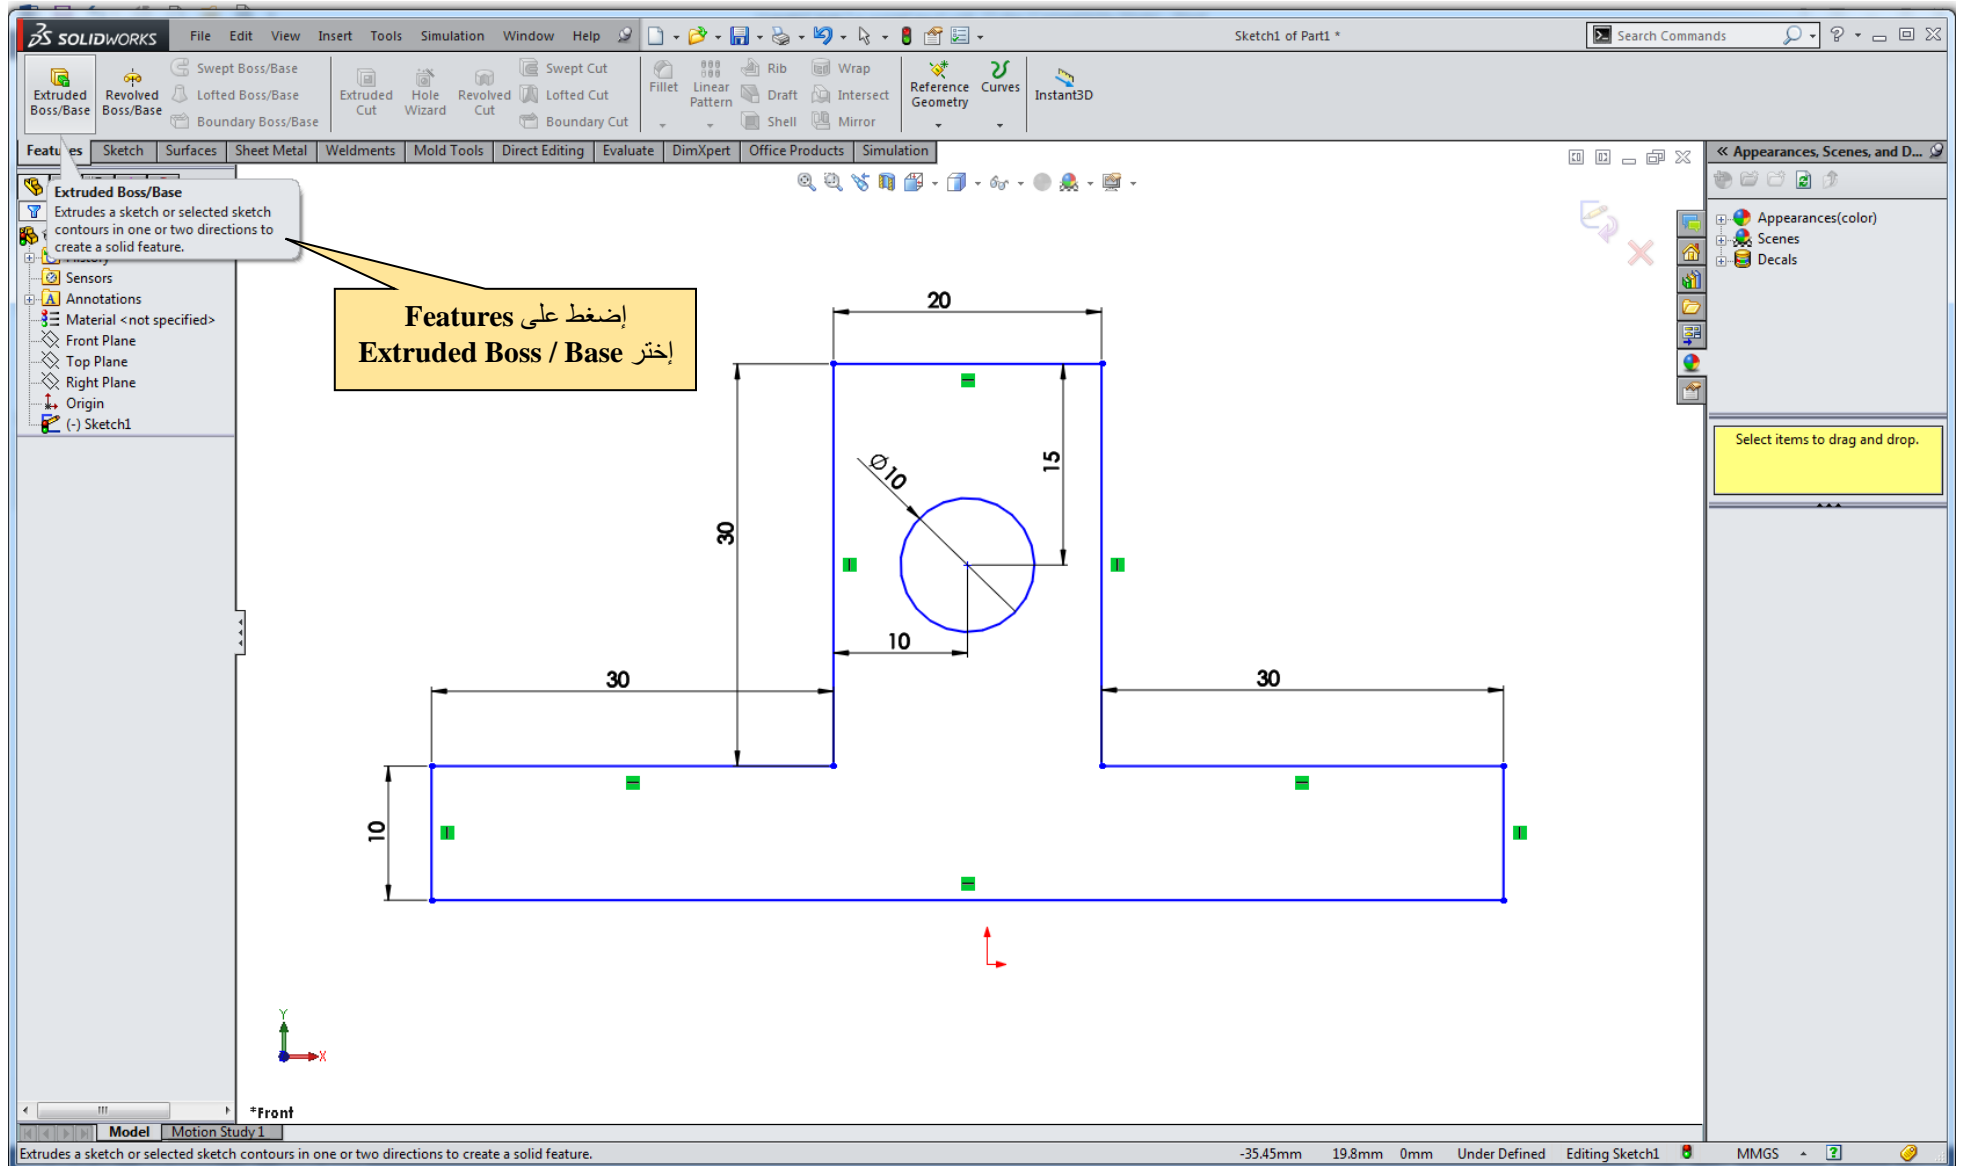 SOLIDWORKS File Edit View Insert Tools Simulation Window Help Sketch1 of Part1 * Search Commands
Extruded Boss/Base
Revolved Boss/Base
Swept Boss/Base
Lofted Boss/Base
Boundary Boss/Base
Extruded Cut
Hole Wizard
Revolved Cut
Swept Cut
Lofted Cut
Boundary Cut
Fillet
Linear Pattern
Rib
Draft
Shell
Wrap
Intersect
Mirror
Reference Geometry
Curves
Instant3D
Features Sketch Surfaces Sheet Metal Weldments Mold Tools Direct Editing Evaluate DimXpert Office Products Simulation
Extruded Boss/Base
Extrudes a sketch or selected sketch
contours in one or two directions to
create a solid feature.
Sensors
Annotations
Material <not specified>
Front Plane
Top Plane
Right Plane
Origin
(-) Sketch1
إضغط على Features
إختر Extruded Boss / Base
20
30
15
Ø10
10
30
30
10
Y
X
*Front
« Appearances, Scenes, and D...
Appearances(color)
Scenes
Decals
Select items to drag and drop.
Model Motion Study 1
Extrudes a sketch or selected sketch contours in one or two directions to create a solid feature. -35.45mm 19.8mm 0mm Under Defined Editing Sketch1 MMGS